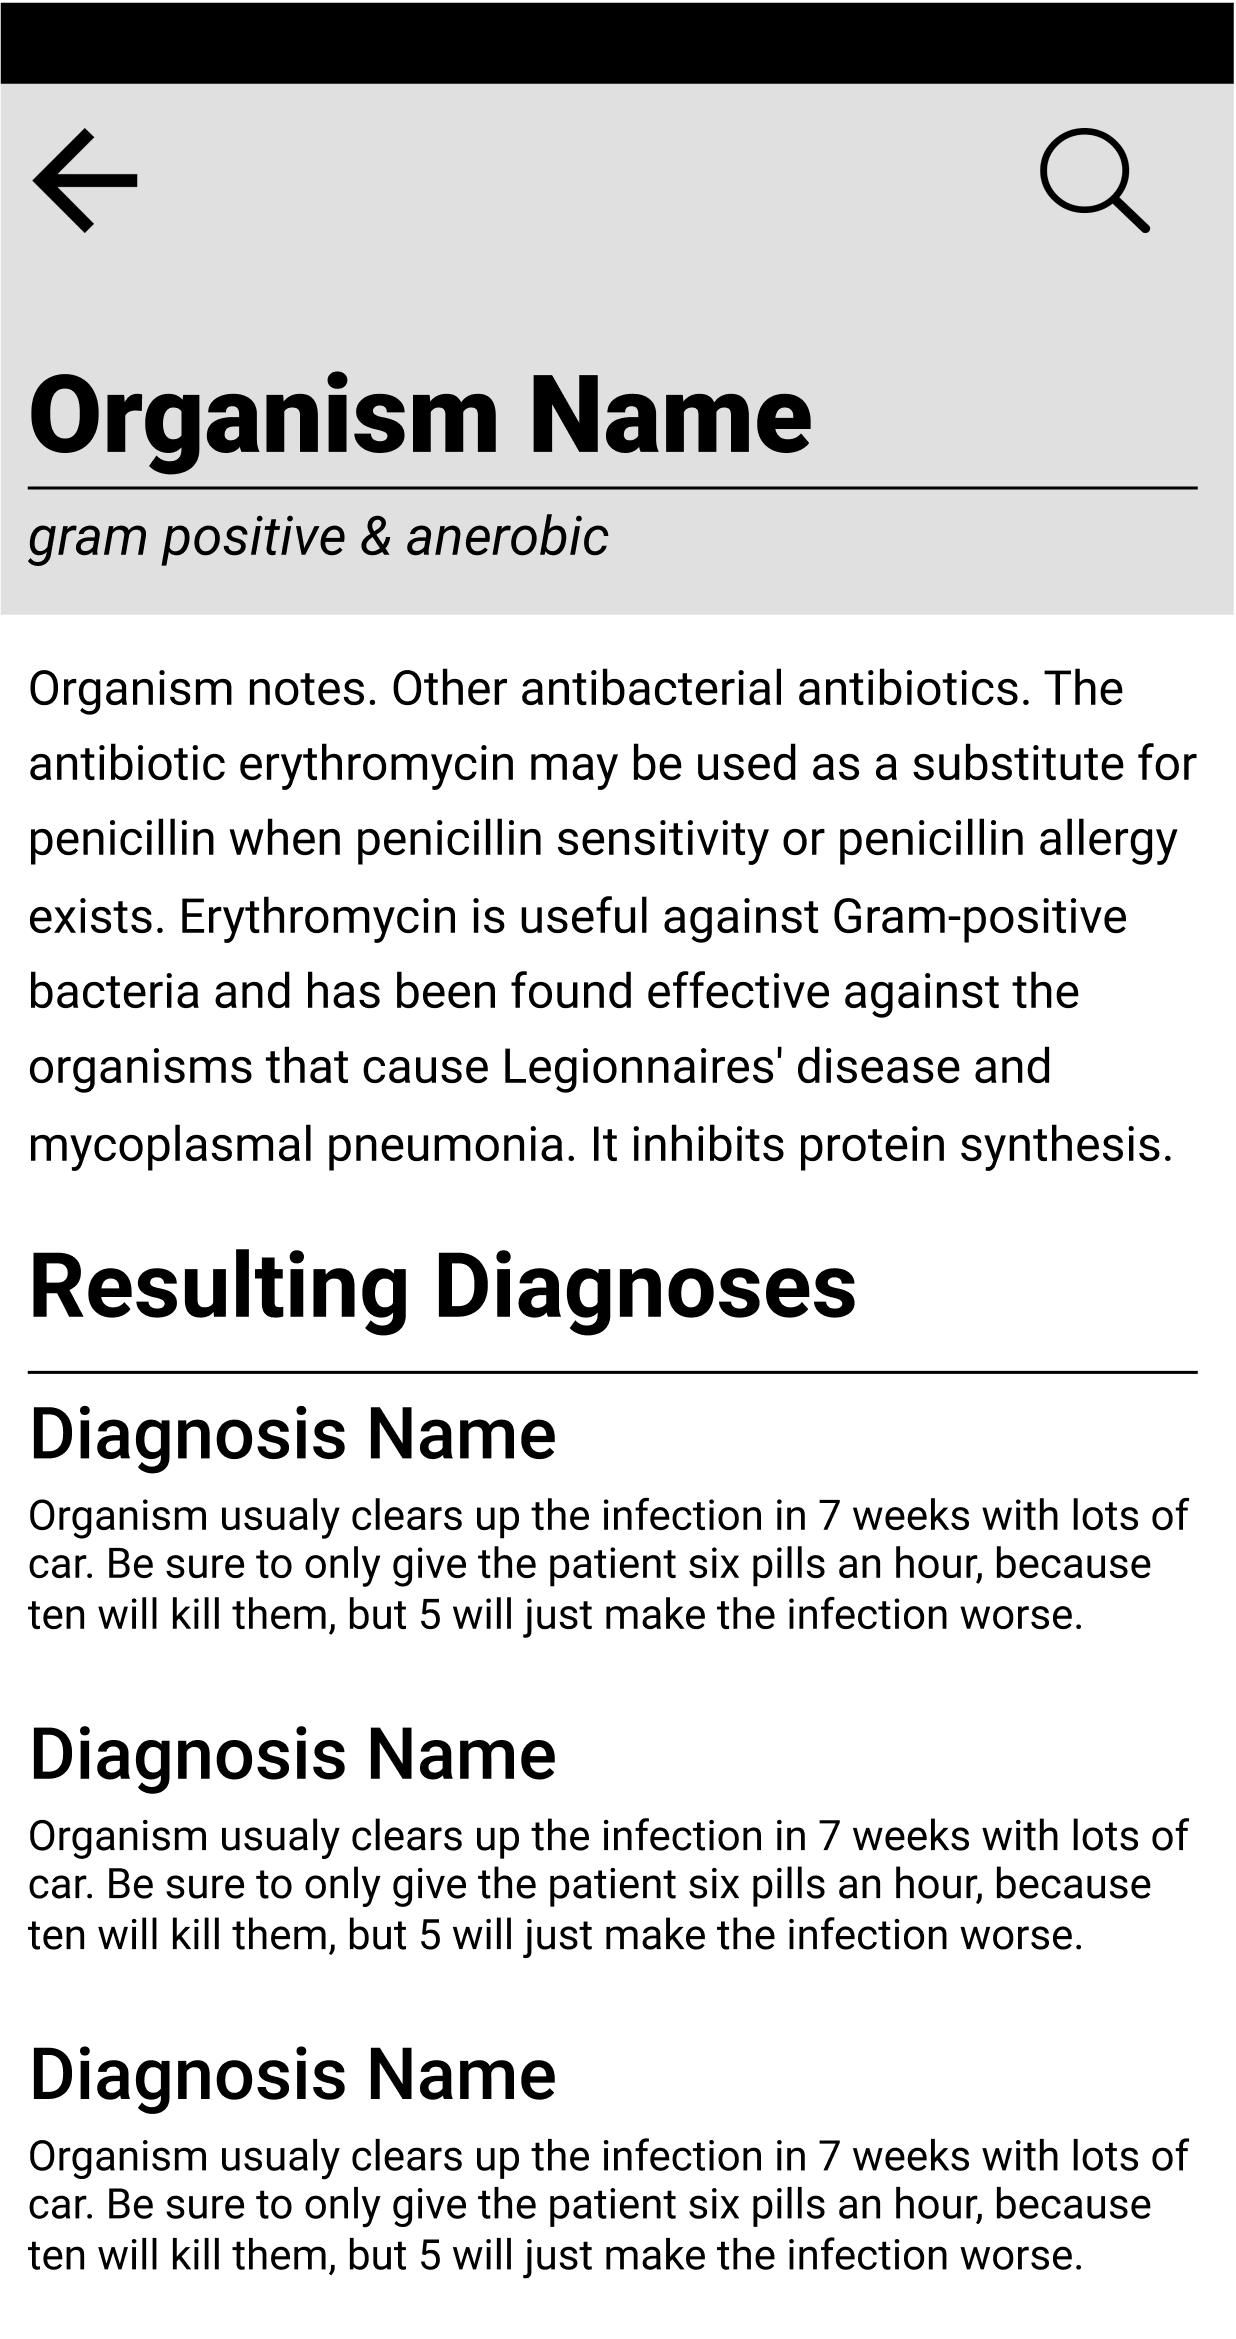 Organism Name
gram positive & anerobic
Organism notes. Other antibacterial antibiotics. The
antibiotic erythromycin may be used as a substitute for
penicillin when penicillin sensitivity or penicillin allergy
exists. Erythromycin is useful against Gram-positive
bacteria and has been found effective against the
organisms that cause Legionnaires' disease and
mycoplasmal pneumonia. It inhibits protein synthesis.
Resulting Diagnoses
Diagnosis Name
Organism usualy clears up the infection in 7 weeks with lots of
car. Be sure to only give the patient six pills an hour, because
ten will kill them, but 5 will just make the infection worse.
Diagnosis Name
Organism usualy clears up the infection in 7 weeks with lots of
car. Be sure to only give the patient six pills an hour, because
ten will kill them, but 5 will just make the infection worse.
Diagnosis Name
Organism usualy clears up the infection in 7 weeks with lots of
car. Be sure to only give the patient six pills an hour, because
ten will kill them, but 5 will just make the infection worse.